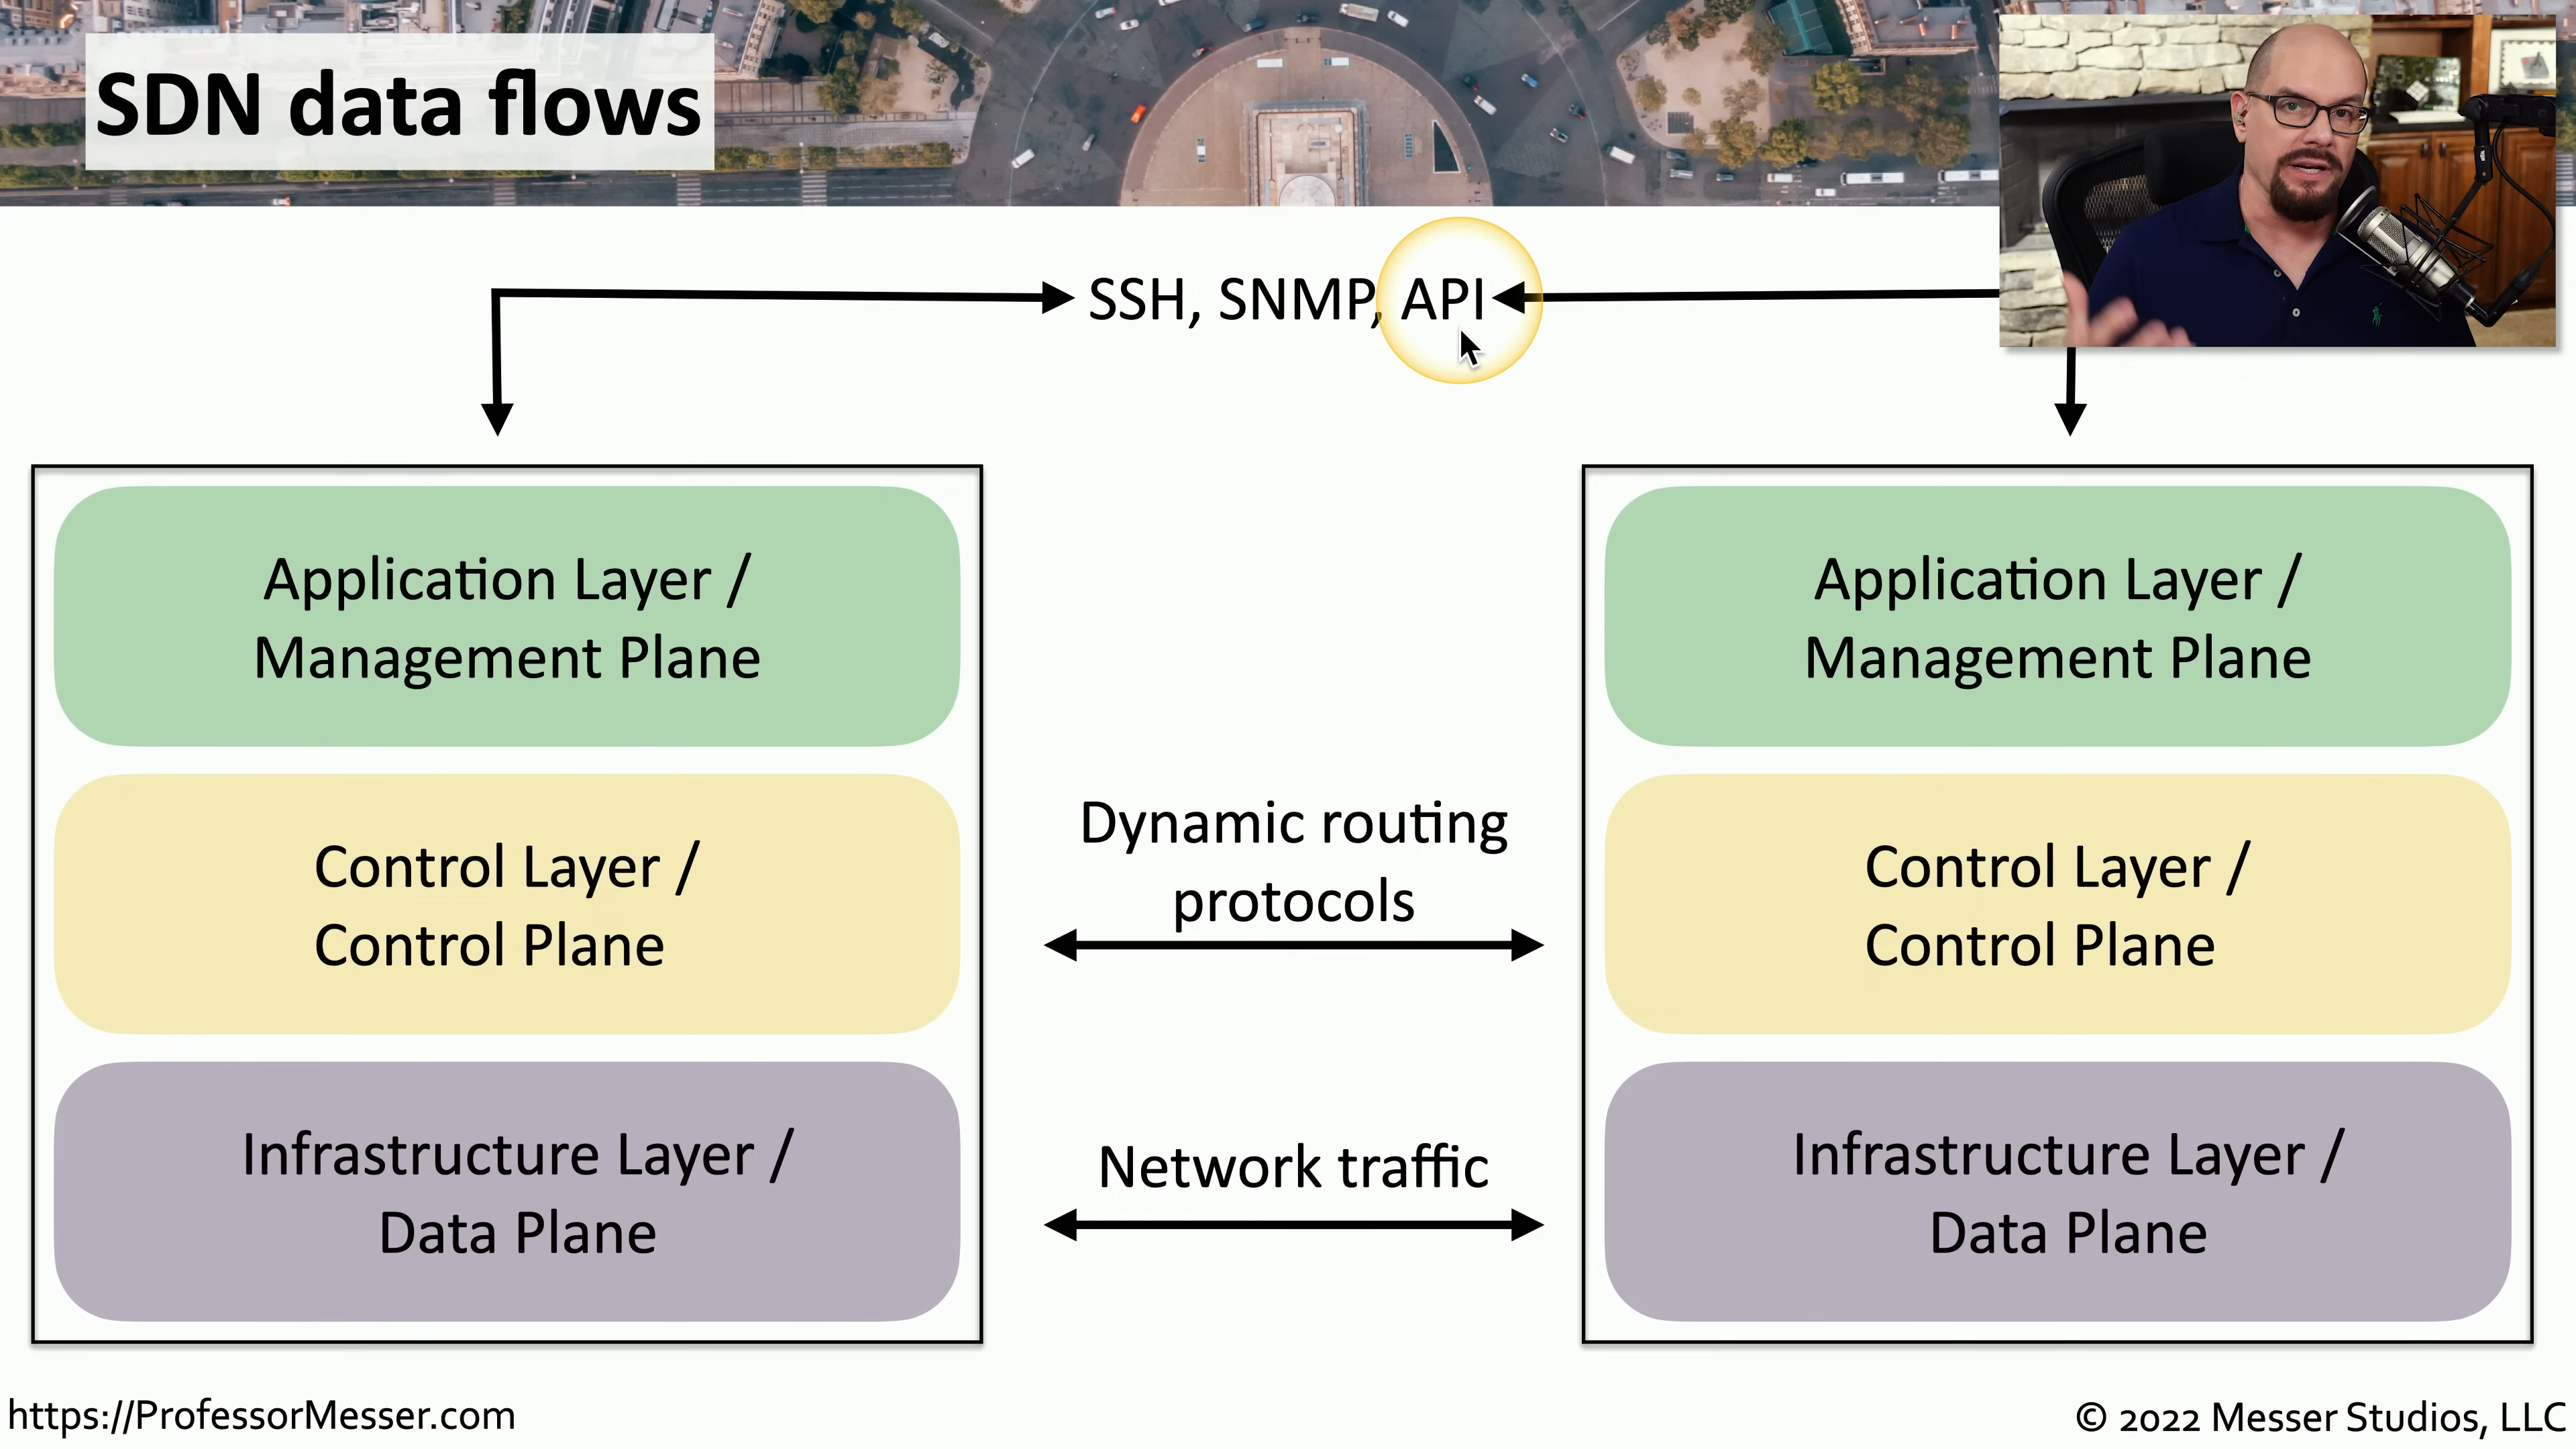 SDN data flows
SSH, SNMP, API
Application Layer /
Management Plane
Control Layer /
Control Plane
Infrastructure Layer /
Data Plane
Dynamic routing
protocols
Network traffic
Application Layer /
Management Plane
Control Layer /
Control Plane
Infrastructure Layer /
Data Plane
https://ProfessorMesser.com
© 2022 Messer Studios, LLC